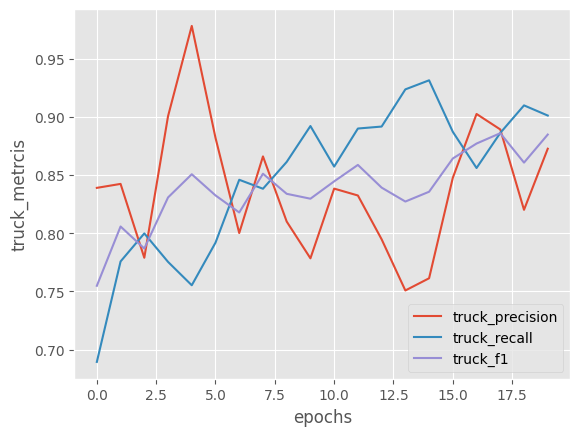 0.95
0.90
0.85
0.80
0.75
0.70
truck_metrcis
0.0 2.5 5.0 7.5 10.0 12.5 15.0 17.5
epochs
truck_precision
truck_recall
truck_f1